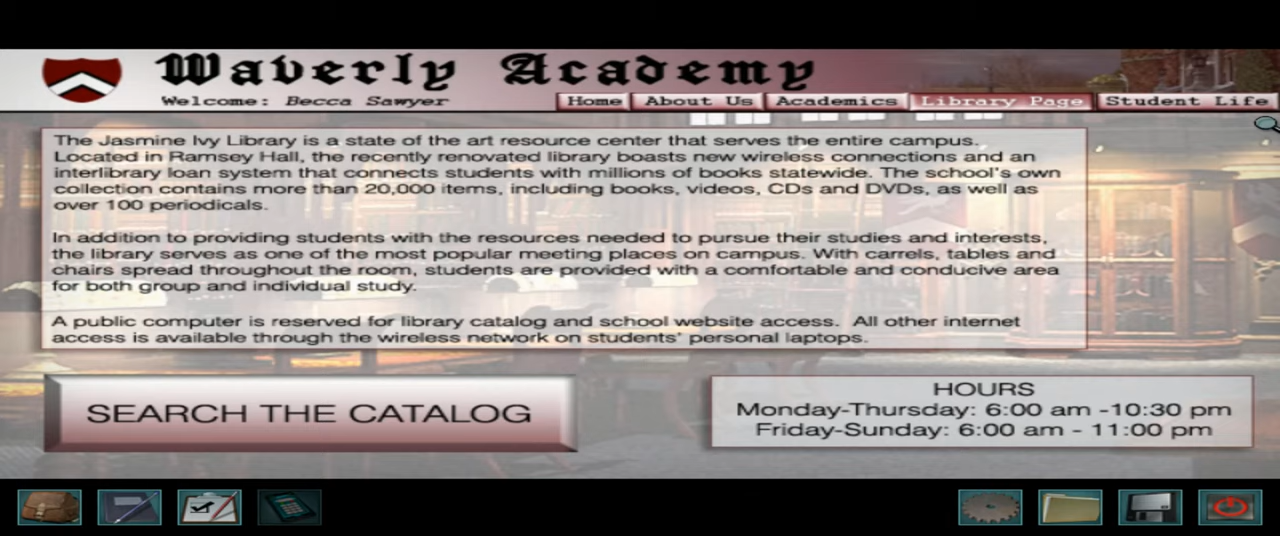 Waverly Academy
Welcome: Becca Sawyer
Home About Us Academics Library Page Student Life
The Jasmine Ivy Library is a state of the art resource center that serves the entire campus.
Located in Ramsey Hall, the recently renovated library boasts new wireless connections and an
interlibrary loan system that connects students with millions of books statewide. The school's own
collection contains more than 20,000 items, including books, videos, CDs and DVDs, as well as
over 100 periodicals.
In addition to providing students with the resources needed to pursue their studies and interests,
the library serves as one of the most popular meeting places on campus. With carrels, tables and
chairs spread throughout the room, students are provided with a comfortable and conducive area
for both group and individual study.
A public computer is reserved for library catalog and school website access. All other internet
access is available through the wireless network on students' personal laptops.
SEARCH THE CATALOG
HOURS
Monday-Thursday: 6:00 am -10:30 pm
Friday-Sunday: 6:00 am - 11:00 pm